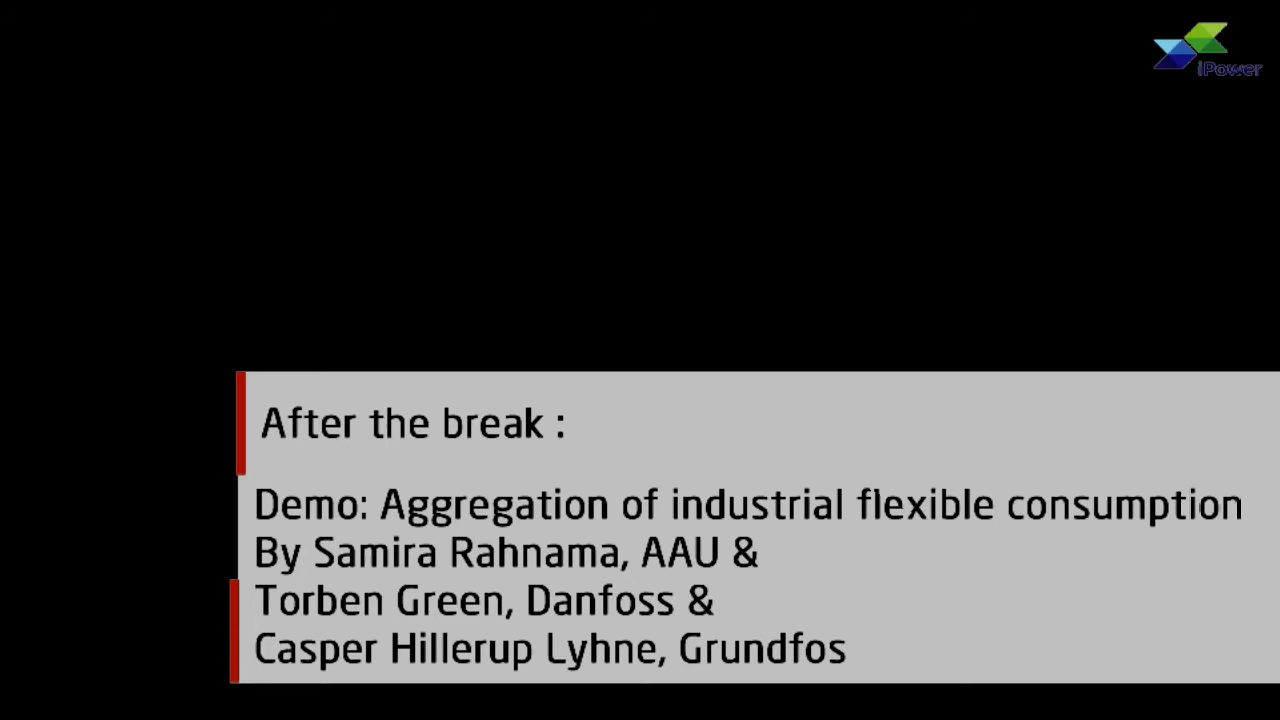 iPower
After the break :
Demo: Aggregation of industrial flexible consumption
By Samira Rahnama, AAU &
Torben Green, Danfoss &
Casper Hillerup Lyhne, Grundfos